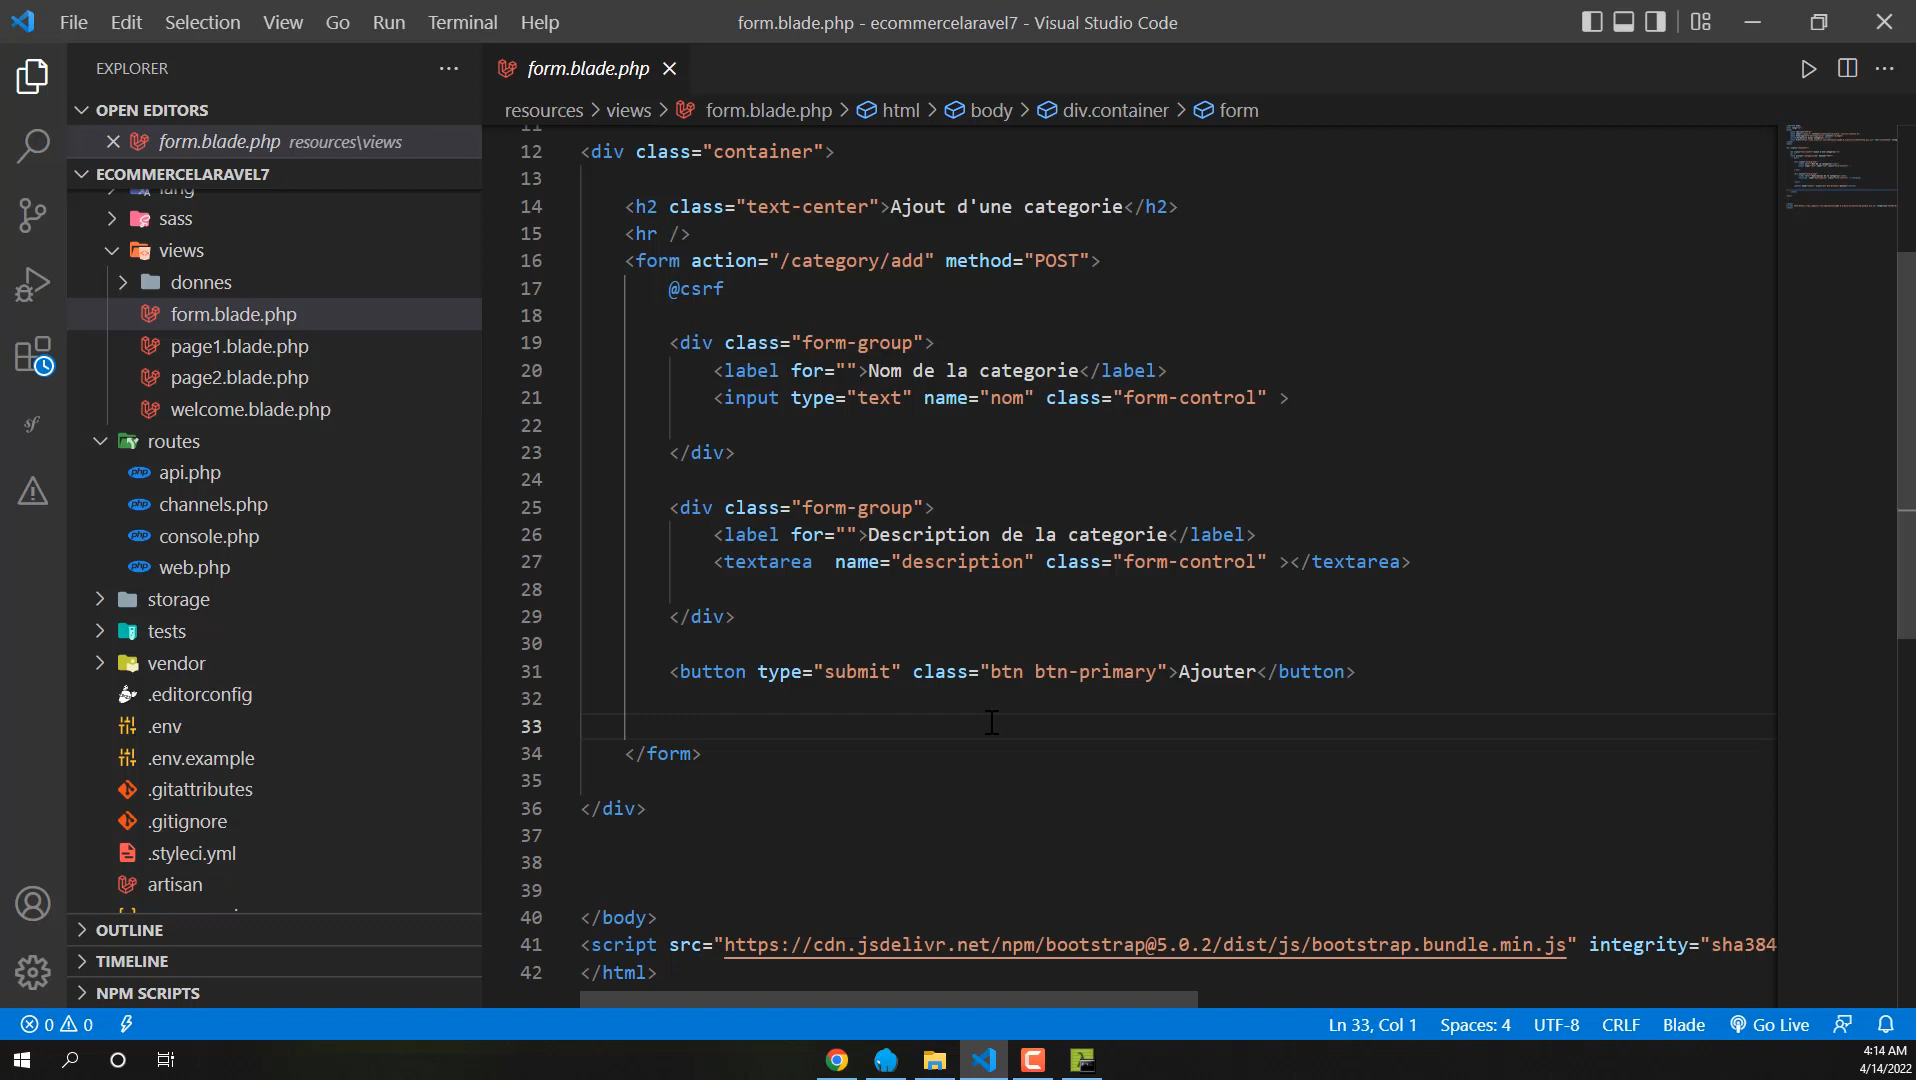 File Edit Selection View Go Run Terminal Help
form.blade.php - ecommercelaravel7 - Visual Studio Code
EXPLORER
OPEN EDITORS
form.blade.php resources\views
ECOMMERCELARAVEL7
lang
sass
views
donnes
form.blade.php
page1.blade.php
page2.blade.php
welcome.blade.php
routes
api.php
channels.php
console.php
web.php
storage
tests
vendor
.editorconfig
.env
.env.example
.gitattributes
.gitignore
.styleci.yml
artisan
OUTLINE
TIMELINE
NPM SCRIPTS
form.blade.php
resources > views > form.blade.php > html > body > div.container > form
11
12 <div class="container">
13
14 <h2 class="text-center">Ajout d'une categorie</h2>
15 <hr />
16 <form action="/category/add" method="POST">
17 @csrf
18
19 <div class="form-group">
20 <label for="">Nom de la categorie</label>
21 <input type="text" name="nom" class="form-control" >
22
23 </div>
24
25 <div class="form-group">
26 <label for="">Description de la categorie</label>
27 <textarea  name="description" class="form-control" ></textarea>
28
29 </div>
30
31 <button type="submit" class="btn btn-primary">Ajouter</button>
32
33
34 </form>
35
36 </div>
37
38
39
40 </body>
41 <script src="https://cdn.jsdelivr.net/npm/bootstrap@5.0.2/dist/js/bootstrap.bundle.min.js" integrity="sha384
42 </html>
0 0
Ln 33, Col 1 Spaces: 4 UTF-8 CRLF Blade Go Live
4:14 AM
4/14/2022